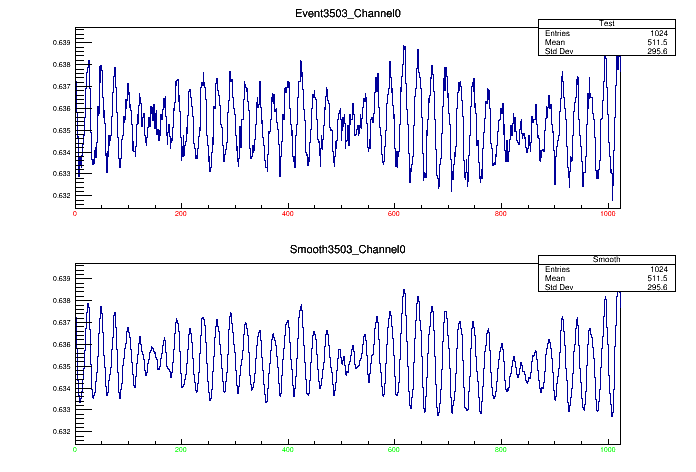 Event3503_Channel0
Test
Entries 1024
Mean 511.5
Std Dev 295.6
0.639
0.638
0.637
0.636
0.635
0.634
0.633
0.632
0 200 400 600 800 1000
Smooth3503_Channel0
Smooth
Entries 1024
Mean 511.5
Std Dev 295.6
0.639
0.638
0.637
0.636
0.635
0.634
0.633
0.632
0 200 400 600 800 1000